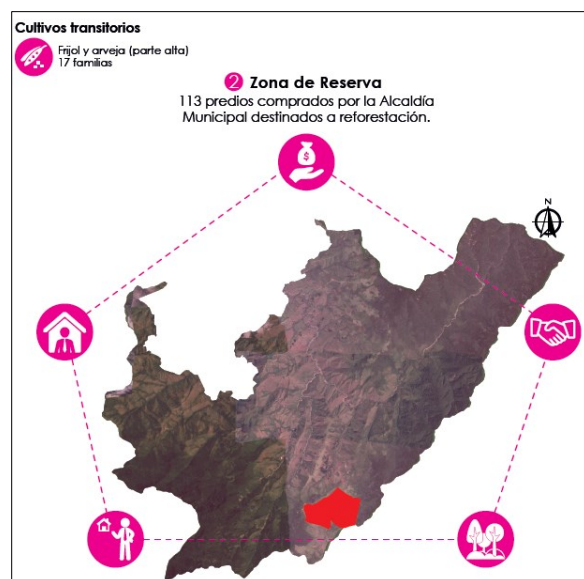 Cultivos transitorios
Frijol y arveja (parte alta)
17 familias
2 Zona de Reserva
113 predios comprados por la Alcaldía
Municipal destinados a reforestación.
$
N